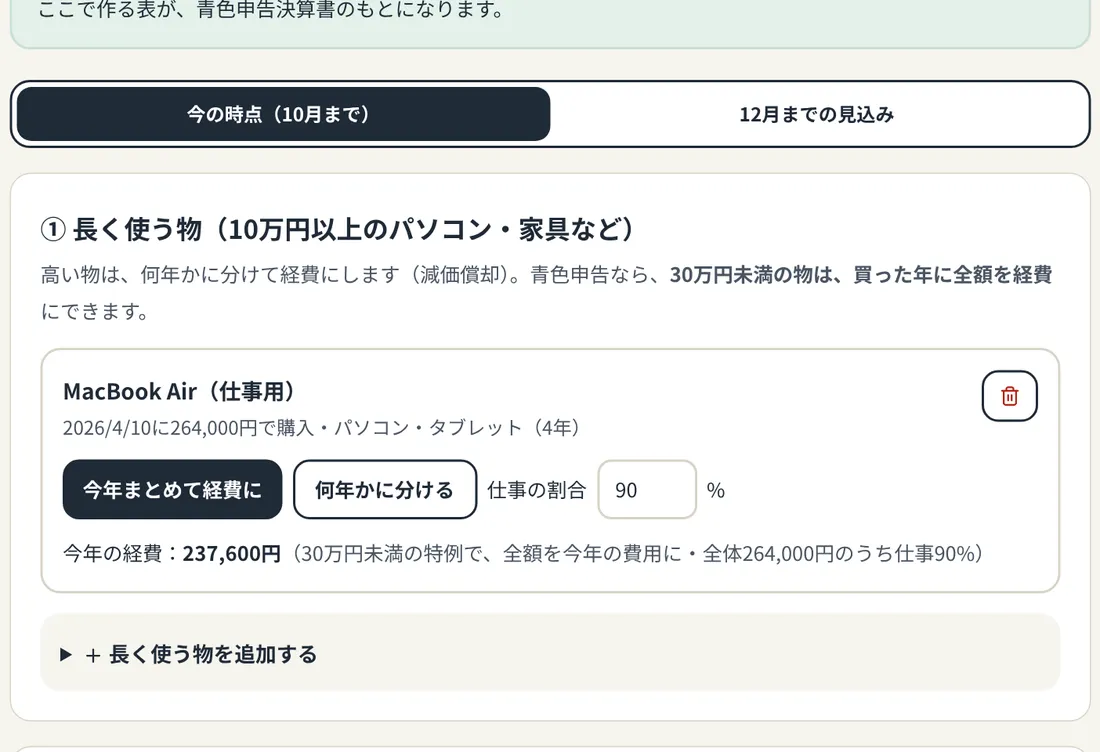 ここで作る表が、青色申告決算書のもとになります。
今の時点（10月まで）
12月までの見込み
① 長く使う物（10万円以上のパソコン・家具など）
高い物は、何年かに分けて経費にします（減価償却）。青色申告なら、30万円未満の物は、買った年に全額を経費
にできます。
MacBook Air（仕事用）
2026/4/10に264,000円で購入・パソコン・タブレット（4年）
今年まとめて経費に
何年かに分ける
仕事の割合
90
%
今年の経費：237,600円（30万円未満の特例で、全額を今年の費用に・全体264,000円のうち仕事90%）
▶ ＋ 長く使う物を追加する